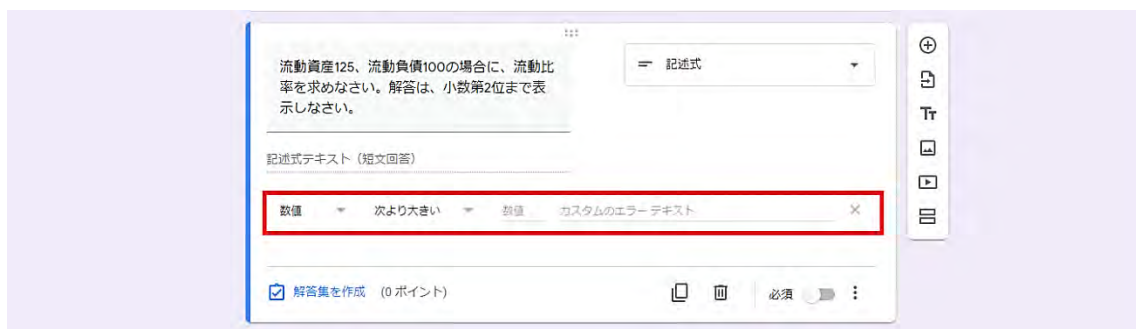 流動資産125、流動負債100の場合に、流動比
率を求めなさい。解答は、小数第2位まで表
示しなさい。
記述式
記述式テキスト（短文回答）
数値 次より大きい 数値 カスタムのエラー テキスト
解答集を作成 (0 ポイント) 必須
Tт